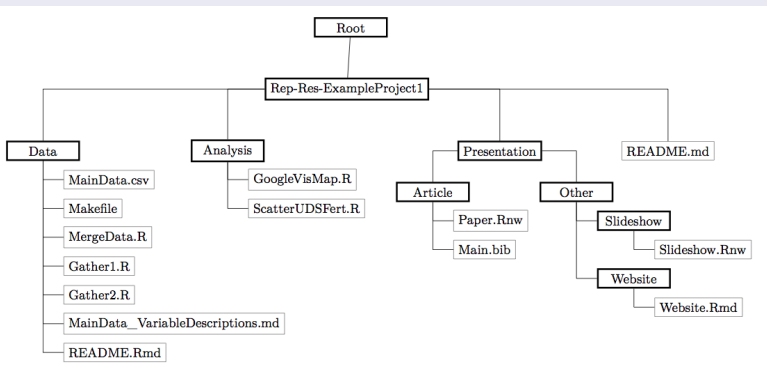 Root
Rep-Res-ExampleProject1
Data
Analysis
Presentation
README.md
MainData.csv
Makefile
MergeData.R
Gather1.R
Gather2.R
MainData_VariableDescriptions.md
README.Rmd
GoogleVisMap.R
ScatterUDSFert.R
Article
Paper.Rnw
Main.bib
Other
Slideshow
Slideshow.Rnw
Website
Website.Rmd